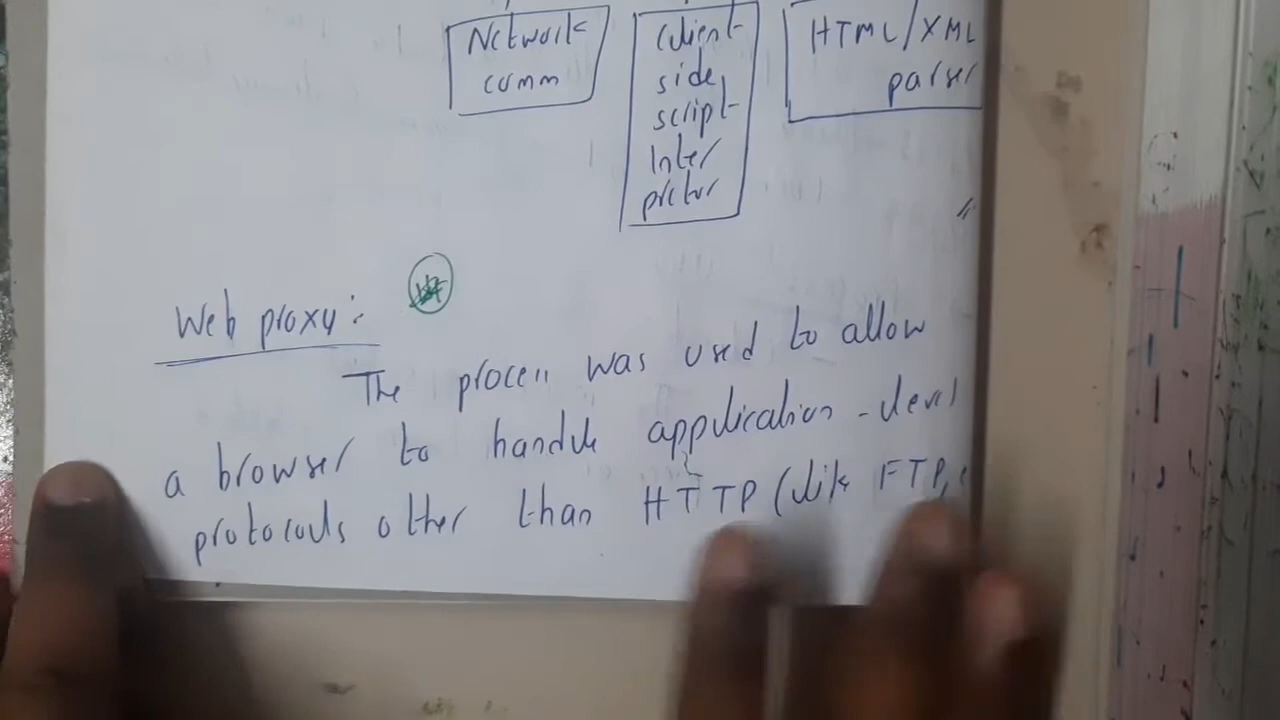 Network
comm
Client-
side
script
Inter
pretor
HTML/XML
parser
Web proxy:
The process was used to allow
a browser to handle application-level
protocols other than HTTP (like FTP,